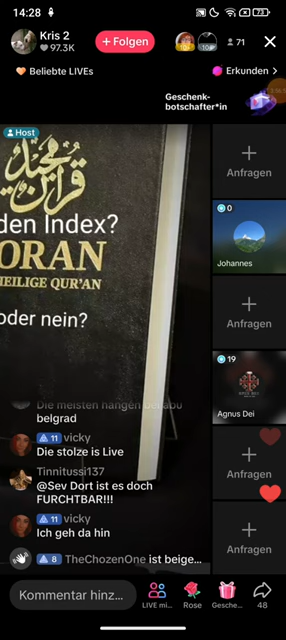 14:28
73
Kris 2
97.3K
+ Folgen
71
Beliebte LIVEs
Erkunden >
Geschenk-
botschafter*in
Host
قرآن مجيد
den Index?
ORAN
HEILIGE QUR'AN
oder nein?
Anfragen
0
Johannes
Anfragen
19
Agnus Dei
Anfragen
Anfragen
belgrad
11 vicky
Die stolze is Live
Tinnitussi137
@Sev Dort ist es doch
FURCHTBAR!!!
11 vicky
Ich geh da hin
8 TheChozenOne ist beige...
Kommentar hinz...
LIVE mi...
Rose
Gesche...
48